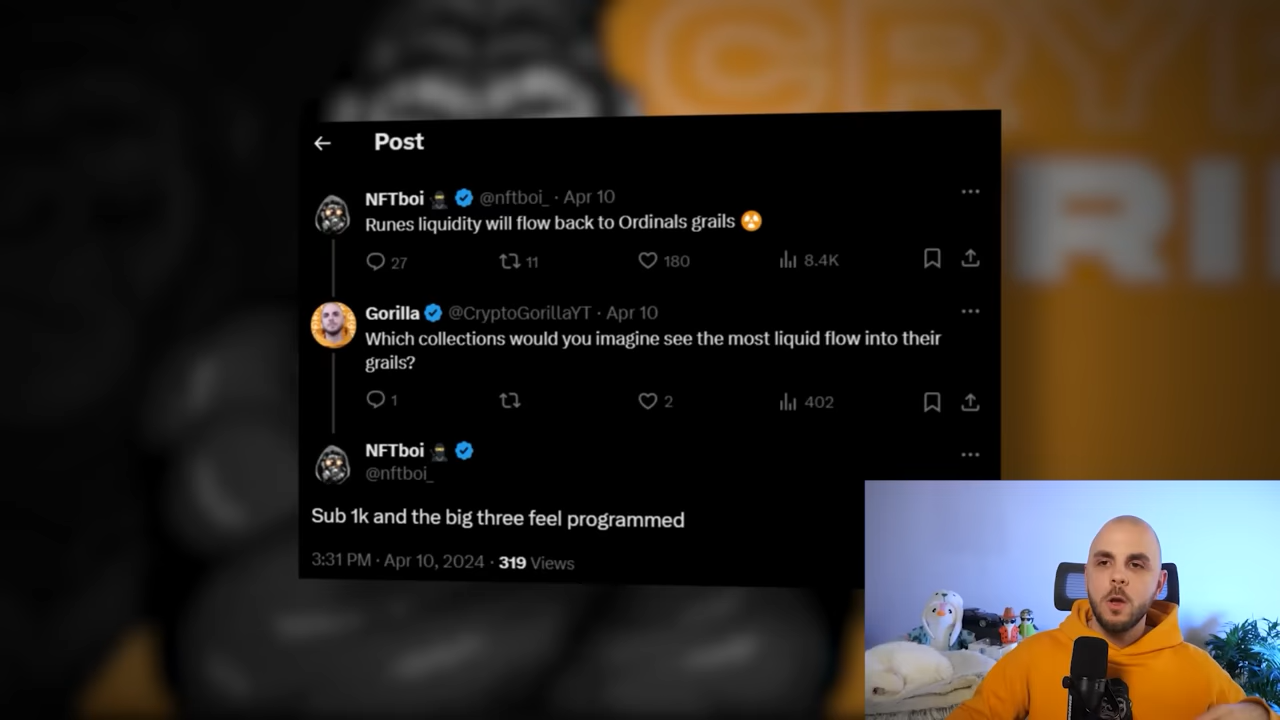 Post
NFTboi @nftboi_ · Apr 10
Runes liquidity will flow back to Ordinals grails
27 11 180 8.4K
Gorilla @CryptoGorillaYT · Apr 10
Which collections would you imagine see the most liquid flow into their
grails?
1 2 402
NFTboi
@nftboi_
Sub 1k and the big three feel programmed
3:31 PM · Apr 10, 2024 · 319 Views